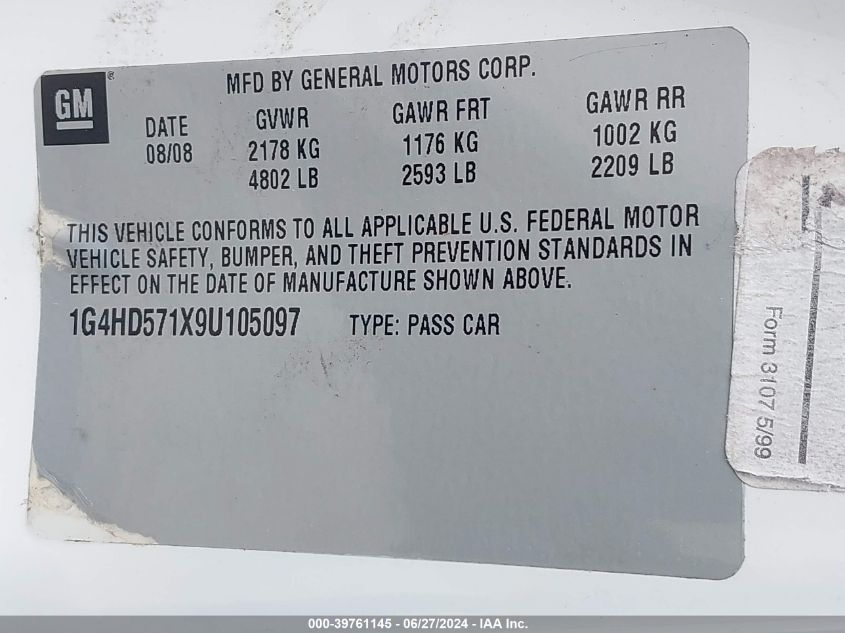 GM®
MFD BY GENERAL MOTORS CORP.
DATE GVWR GAWR FRT GAWR RR
08/08 2178 KG 1176 KG 1002 KG
4802 LB 2593 LB 2209 LB
THIS VEHICLE CONFORMS TO ALL APPLICABLE U.S. FEDERAL MOTOR
VEHICLE SAFETY, BUMPER, AND THEFT PREVENTION STANDARDS IN
EFFECT ON THE DATE OF MANUFACTURE SHOWN ABOVE.
1G4HD571X9U105097 TYPE: PASS CAR
Form 3107 5/99
000-39761145 - 06/27/2024 - IAA Inc.